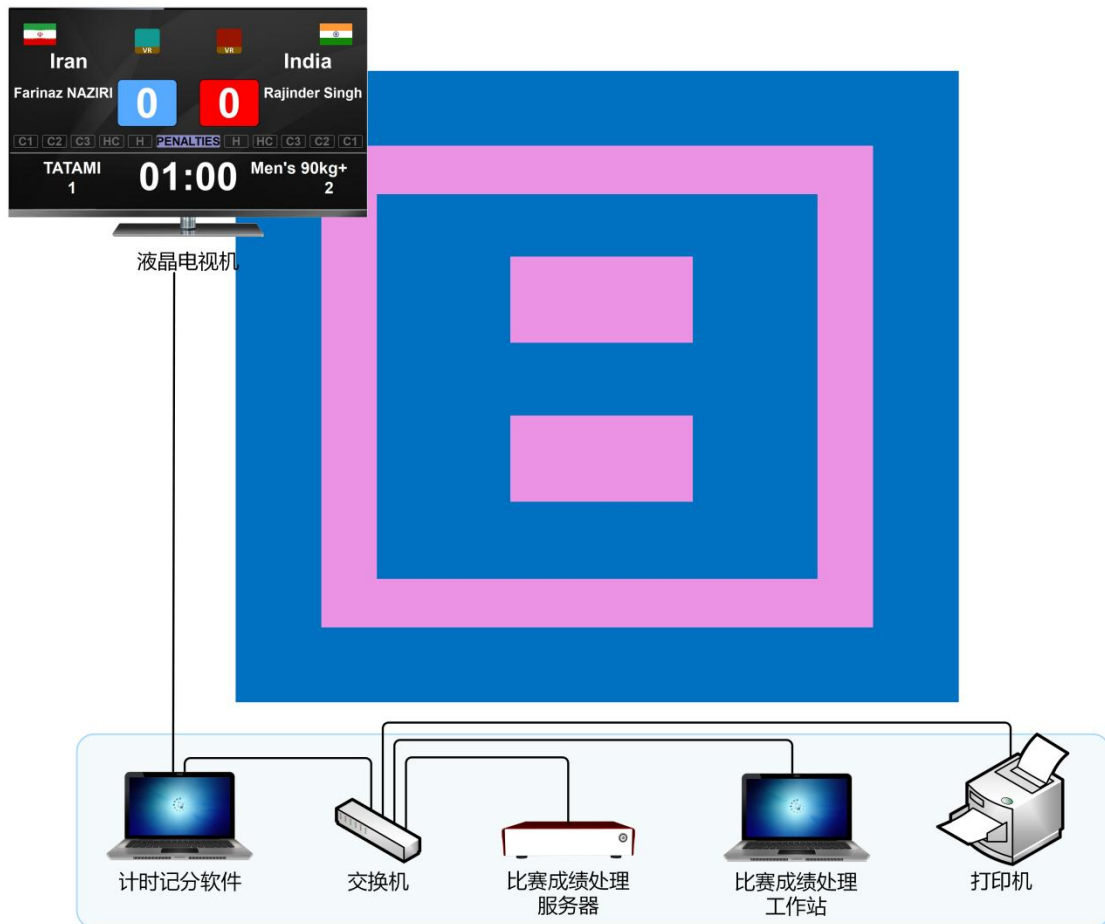 VR VR
Iran India
Farinaz NAZIRI 0 0 Rajinder Singh
C1 C2 C3 HC H PENALTIES H HC C3 C2 C1
TATAMI 01:00 Men's 90kg+
1 2
液晶电视机
计时记分软件
交换机
比赛成绩处理
服务器
比赛成绩处理
工作站
打印机